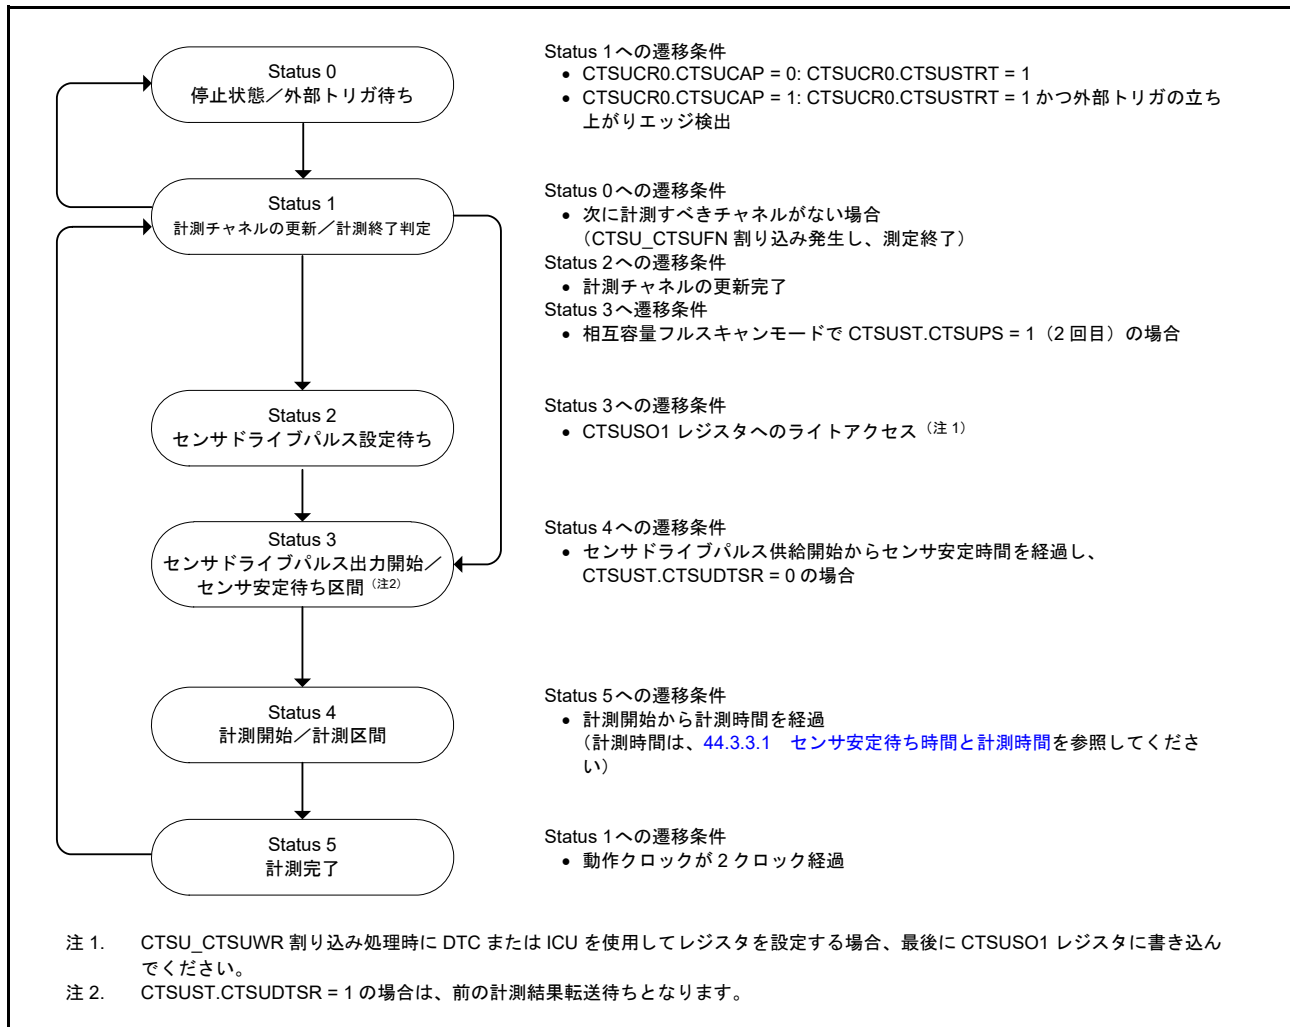 Status 0
停止状態／外部トリガ待ち
Status 1への遷移条件
• CTSUCR0.CTSUCAP = 0: CTSUCR0.CTSUSTRT = 1
• CTSUCR0.CTSUCAP = 1: CTSUCR0.CTSUSTRT = 1 かつ外部トリガの立ち
上がりエッジ検出
Status 1
計測チャネルの更新／計測終了判定
Status 0への遷移条件
• 次に計測すべきチャネルがない場合
（CTSU_CTSUFN 割り込み発生し、測定終了）
Status 2への遷移条件
• 計測チャネルの更新完了
Status 3へ遷移条件
• 相互容量フルスキャンモードで CTSUST.CTSUPS = 1（2 回目）の場合
Status 2
センサドライブパルス設定待ち
Status 3への遷移条件
• CTSUSO1 レジスタへのライトアクセス（注 1）
Status 3
センサドライブパルス出力開始／
センサ安定待ち区間（注2）
Status 4への遷移条件
• センサドライブパルス供給開始からセンサ安定時間を経過し、
CTSUST.CTSUDTSR = 0 の場合
Status 4
計測開始／計測区間
Status 5への遷移条件
• 計測開始から計測時間を経過
（計測時間は、44.3.3.1　センサ安定待ち時間と計測時間を参照してくださ
い）
Status 5
計測完了
Status 1への遷移条件
• 動作クロックが 2 クロック経過
注 1.　CTSU_CTSUWR 割り込み処理時に DTC または ICU を使用してレジスタを設定する場合、最後に CTSUSO1 レジスタに書き込ん
でください。
注 2.　CTSUST.CTSUDTSR = 1 の場合は、前の計測結果転送待ちとなります。